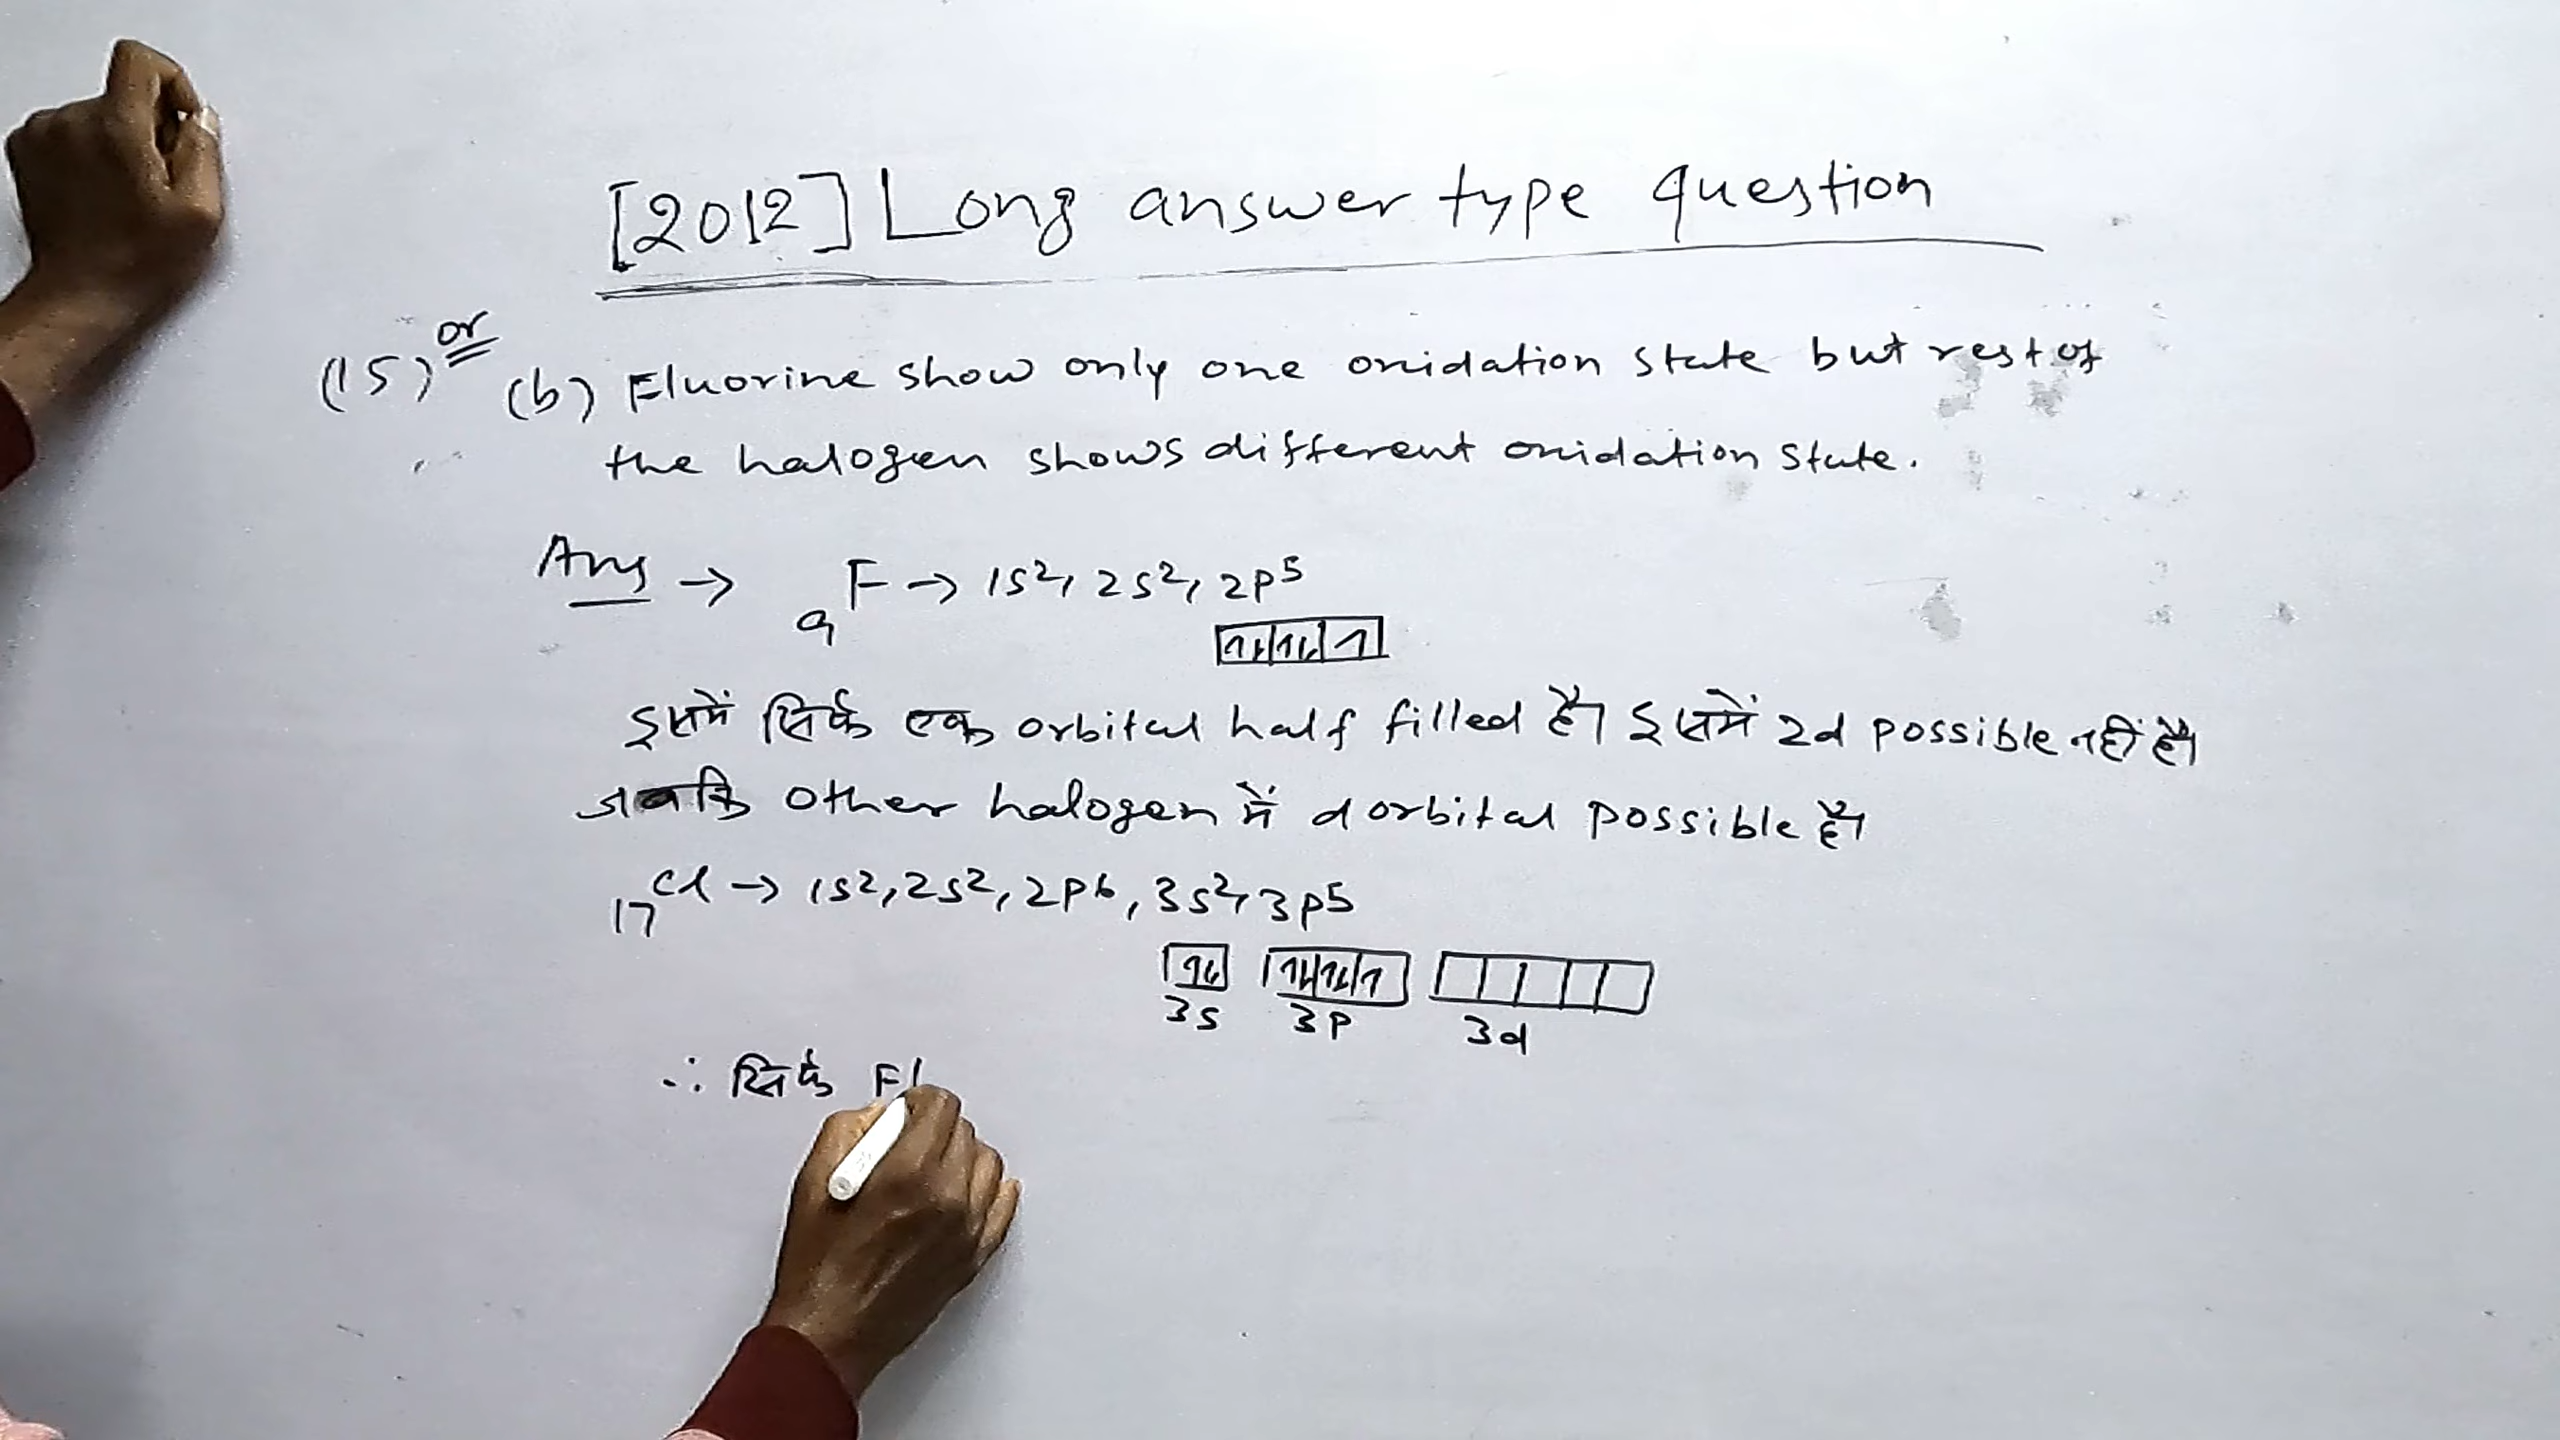 [2012] Long answer type question
(15) or (b) Fluorine show only one oxidation state but rest of
the halogen shows different oxidation state.
Ans → ₉F → 1s², 2s², 2p⁵
इसमें सिर्फ एक orbital half filled है। इसमें 2d possible नहीं है।
जबकि other halogen में d orbital possible है।
₁₇Cl → 1s², 2s², 2p⁶, 3s², 3p⁵
3s 3p 3d
∴ सिर्फ Fl